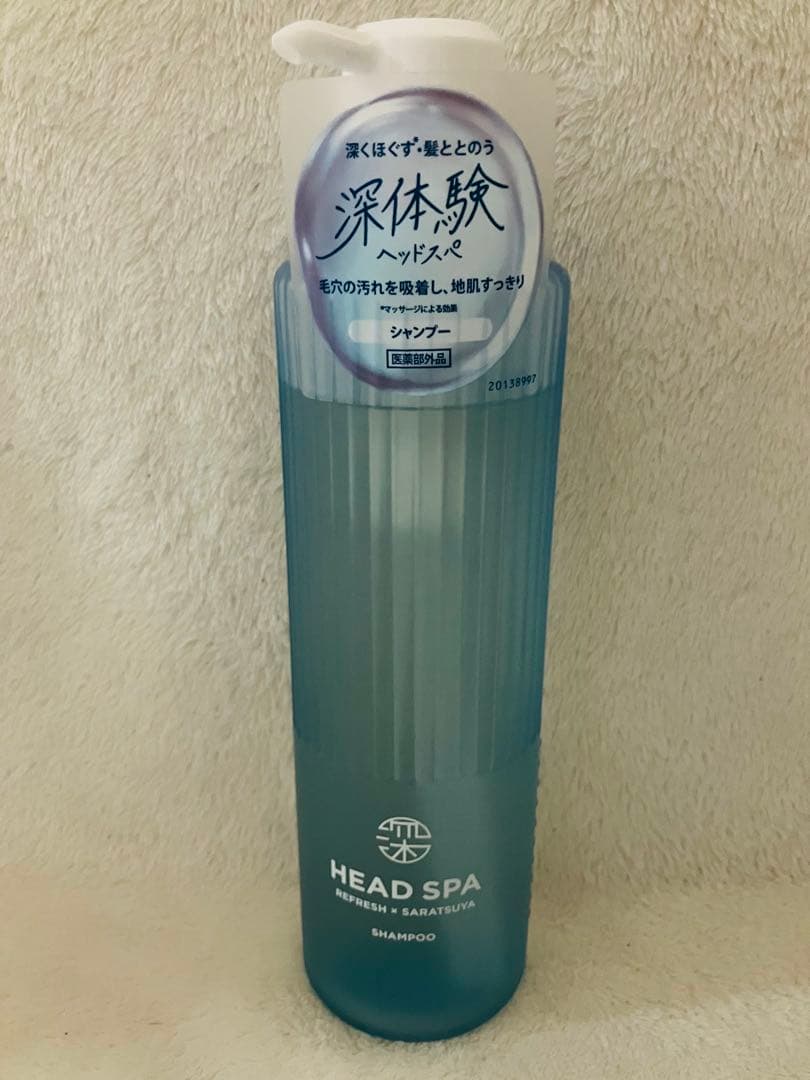 深くほぐす*・髪ととのう
深体験
ヘッドスパ
毛穴の汚れを吸着し、地肌すっきり
*マッサージによる効果
シャンプー
医薬部外品
20138997
深
HEAD SPA
REFRESH × SARATSUYA
SHAMPOO